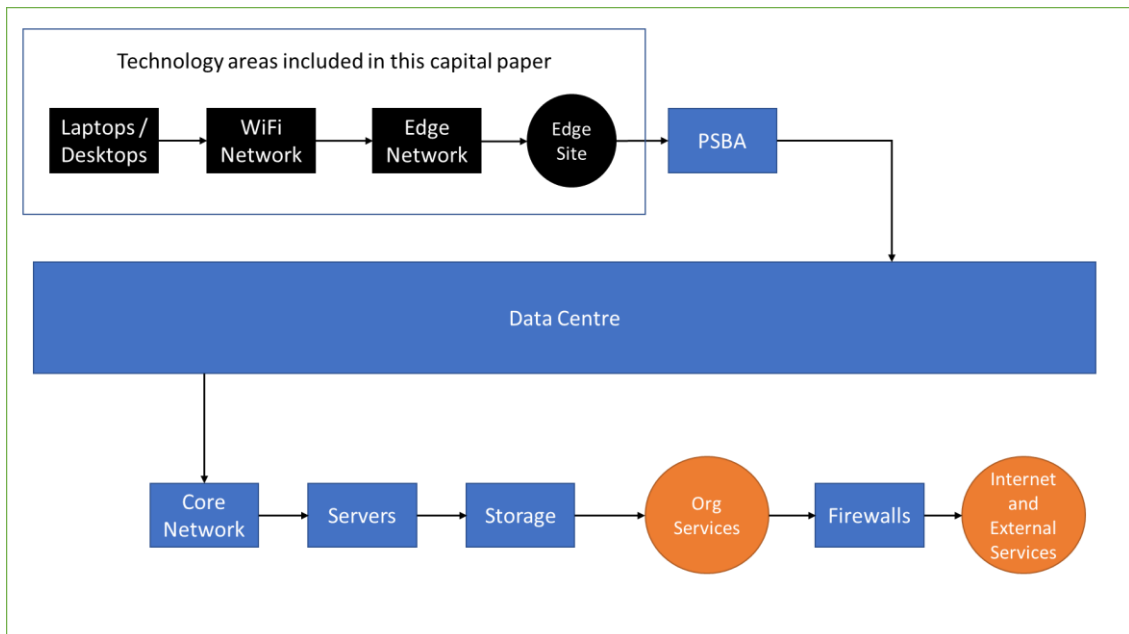 Technology areas included in this capital paper
Laptops /
Desktops
WiFi
Network
Edge
Network
Edge
Site
PSBA
Data Centre
Core
Network
Servers
Storage
Org
Services
Firewalls
Internet
and
External
Services